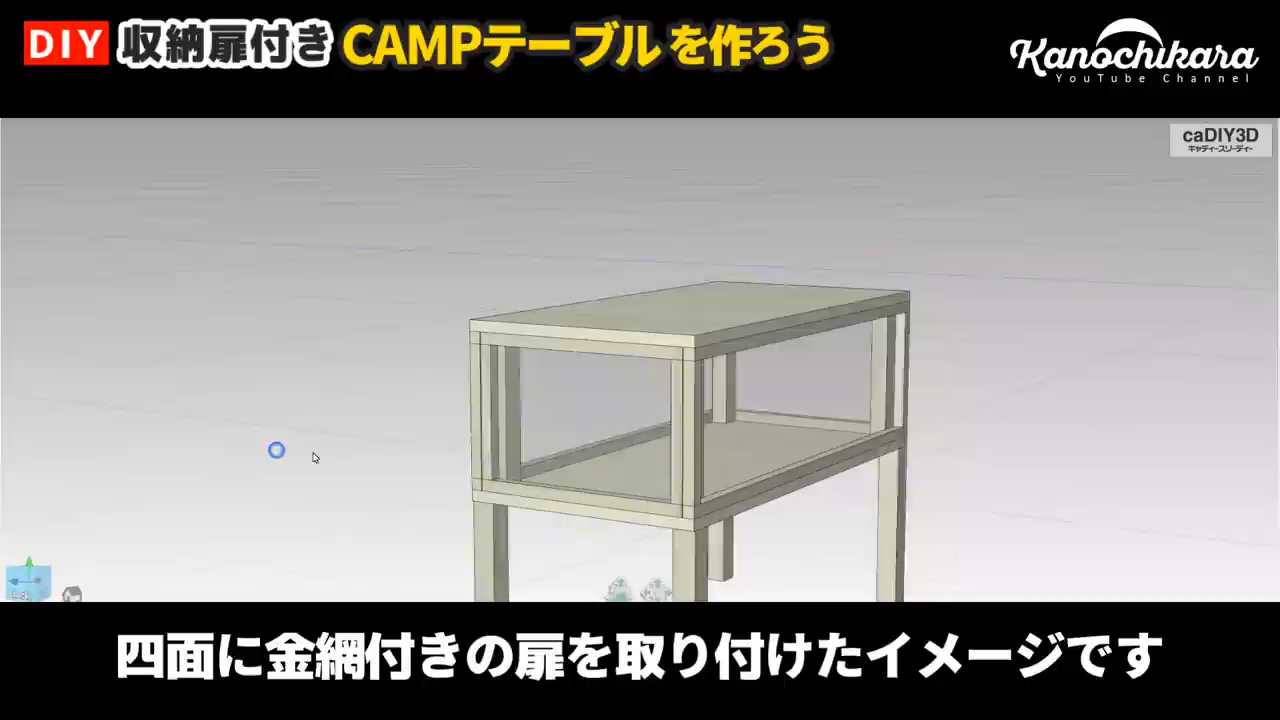 DIY 収納扉付き CAMPテーブル を作ろう
Kanochikara
YouTube Channel
caDIY3D
キャディースリーディー
四面に金網付きの扉を取り付けたイメージです